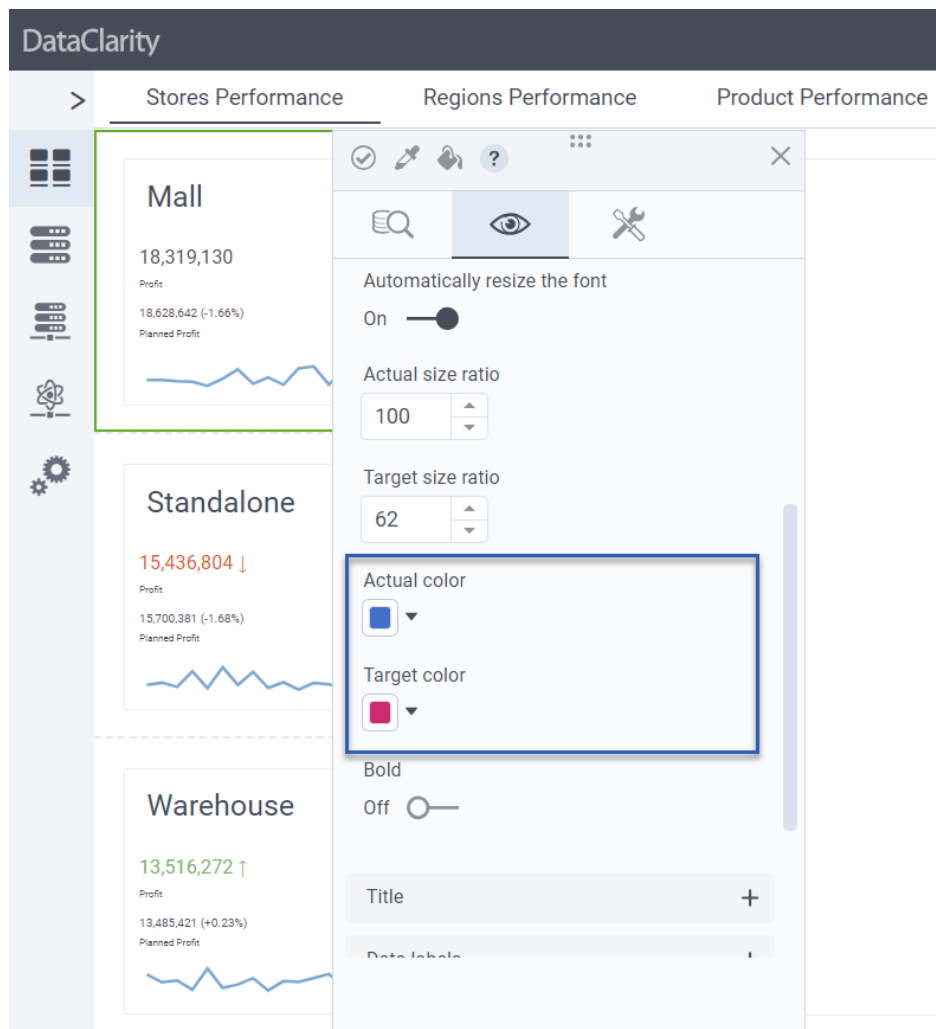 DataClarity
Stores Performance Regions Performance Product Performance
Mall
18,319,130
Profit
18,628,642 (-1.66%)
Planned Profit
Standalone
15,436,804 ↓
Profit
15,700,381 (-1.68%)
Planned Profit
Warehouse
13,516,272 ↑
Profit
13,485,421 (+0.23%)
Planned Profit
?
Automatically resize the font
On
Actual size ratio
100
Target size ratio
62
Actual color
Target color
Bold
Off
Title +
Data labels